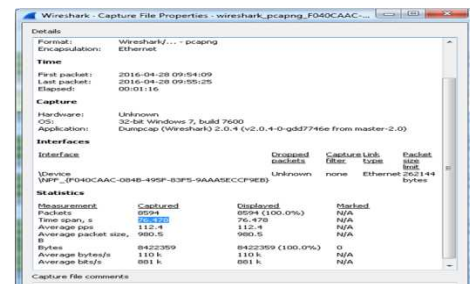 Wireshark - Capture File Properties - wireshark_pcapng_F040CAAC-...
Details
Format: Wireshark/... - pcapng
Encapsulation: Ethernet
Time
First packet: 2016-04-28 09:54:09
Last packet: 2016-04-28 09:55:25
Elapsed: 00:01:16
Capture
Hardware: Unknown
OS: 32-bit Windows 7, build 7600
Application: Dumpcap (Wireshark) 2.0.4 (v2.0.4-0-gdd7746e from master-2.0)
Interfaces
Interface Dropped packets Capture filter Link type Packet size limit
\Device Unknown none Ethernet 262144 bytes
\NPF_{F040CAAC-084B-495F-83F5-9AAA5ECCF9EB}
Statistics
Measurement Captured Displayed Marked
Packets 8594 8594 (100.0%) N/A
Time span, s 76.478 76.478 N/A
Average pps 112.4 112.4 N/A
Average packet size, B 980.5 980.5 N/A
Bytes 8422359 8422359 (100.0%) 0
Average bytes/s 110 k 110 k N/A
Average bits/s 881 k 881 k N/A
Capture file comments